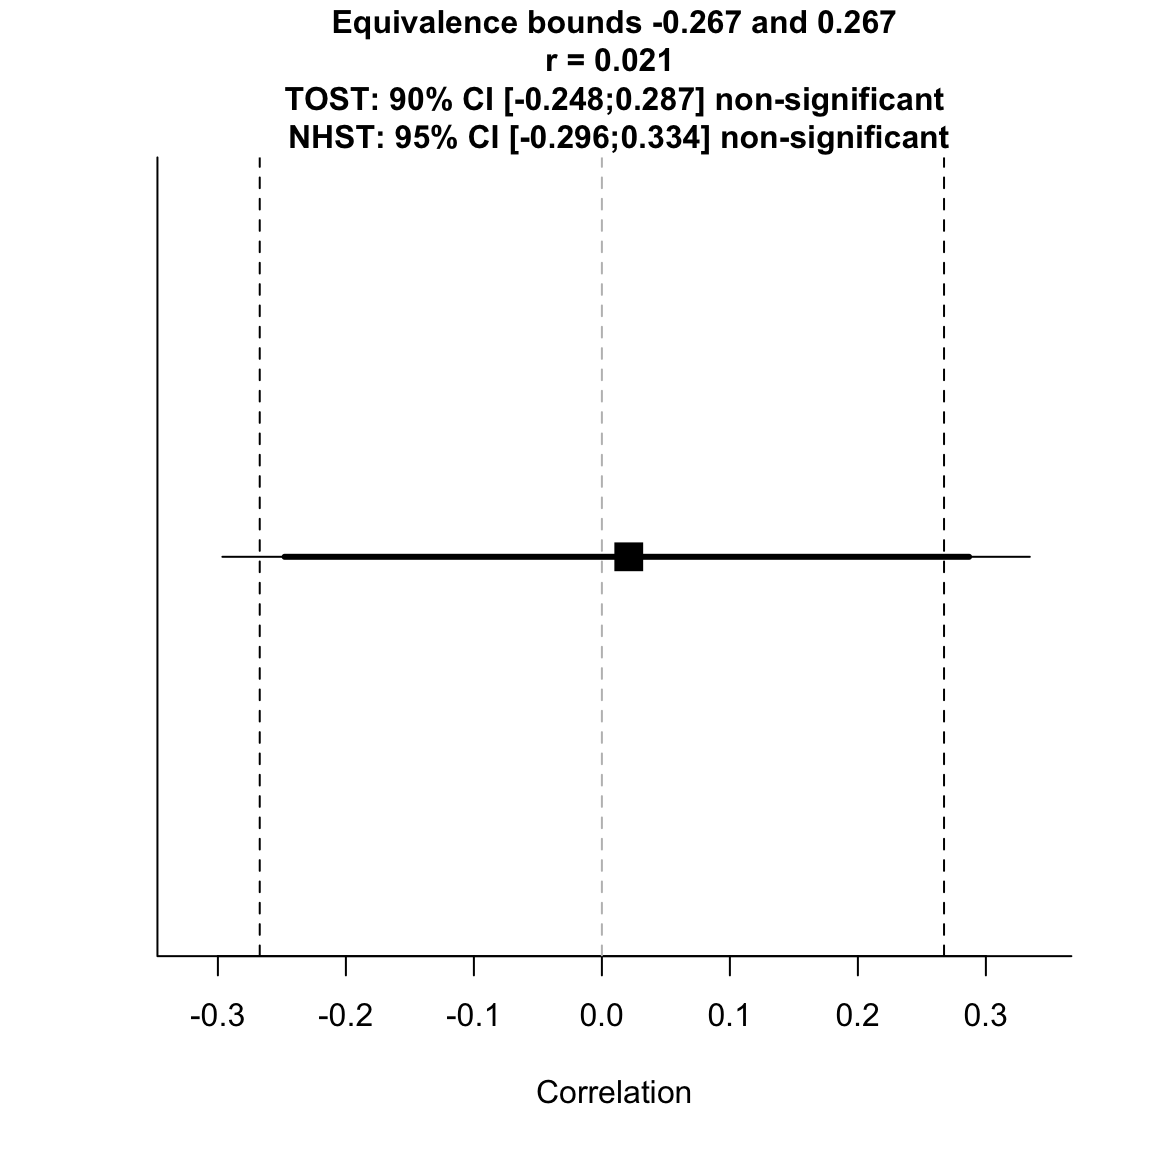 Equivalence bounds -0.267 and 0.267
r = 0.021
TOST: 90% CI [-0.248;0.287] non-significant
NHST: 95% CI [-0.296;0.334] non-significant
-0.3 -0.2 -0.1 0.0 0.1 0.2 0.3
Correlation